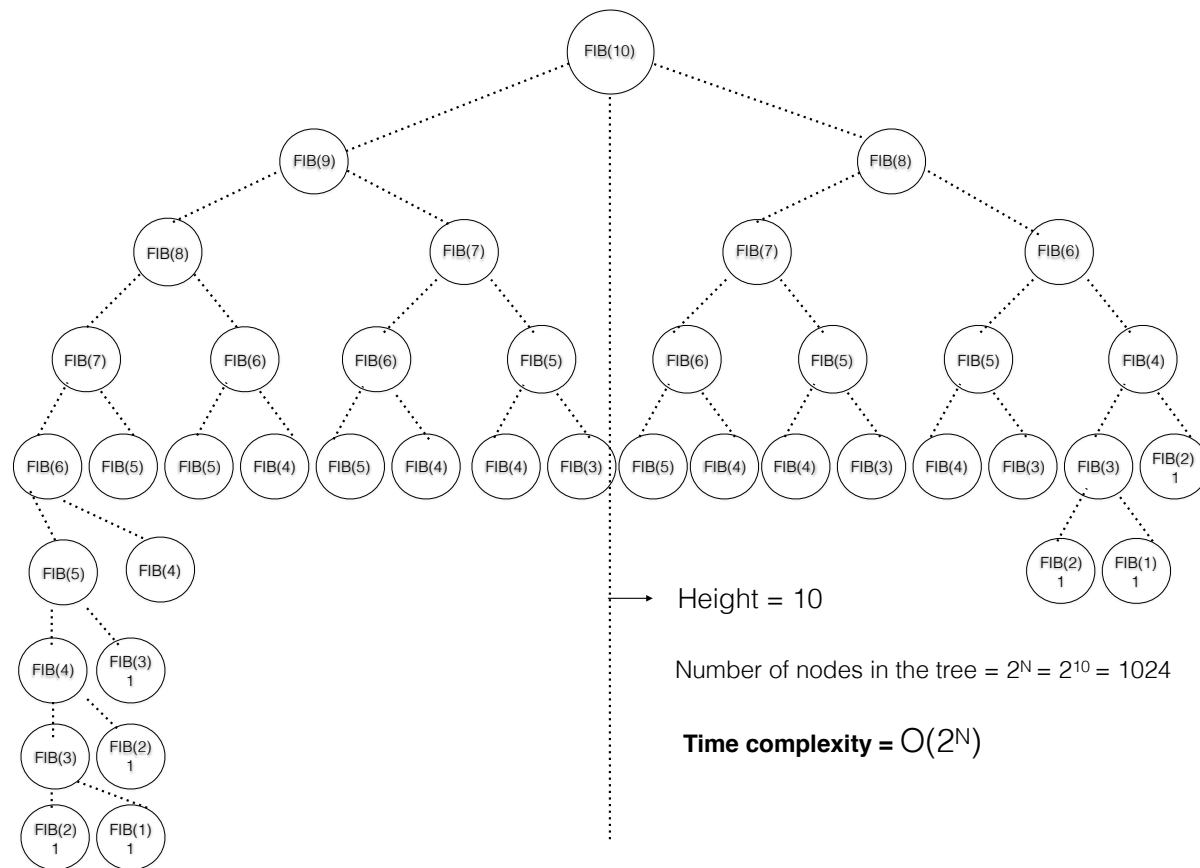 FIB(10)
FIB(9)
FIB(8)
FIB(8)
FIB(7)
FIB(7)
FIB(6)
FIB(7)
FIB(6)
FIB(6)
FIB(5)
FIB(6)
FIB(5)
FIB(5)
FIB(4)
FIB(6)
FIB(5)
FIB(5)
FIB(4)
FIB(5)
FIB(4)
FIB(4)
FIB(3)
FIB(5)
FIB(4)
FIB(4)
FIB(3)
FIB(4)
FIB(3)
FIB(3)
FIB(2)
1
FIB(5)
FIB(4)
FIB(2)
1
FIB(1)
1
Height = 10
FIB(4)
FIB(3)
1
Number of nodes in the tree = 2ᴺ = 2¹⁰ = 1024
FIB(3)
FIB(2)
1
Time complexity = O(2ᴺ)
FIB(2)
1
FIB(1)
1